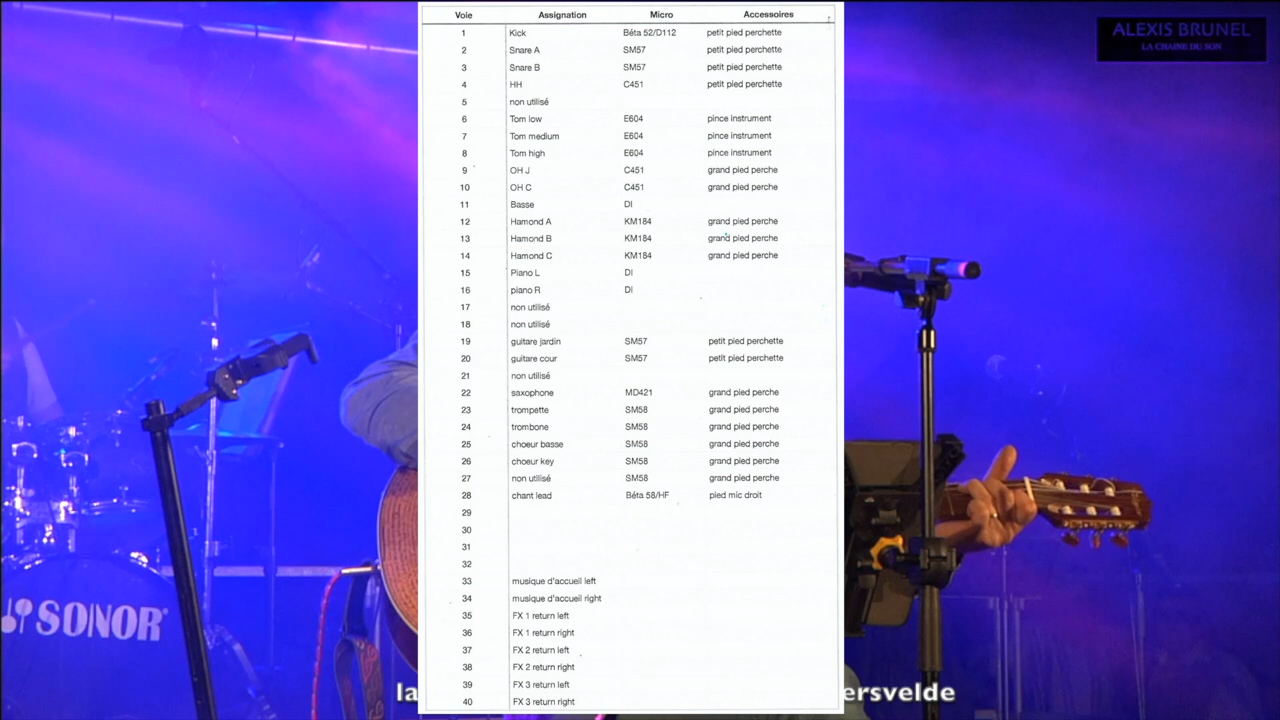 Voie Assignation Micro Accessoires
1 Kick Béta 52/D112 petit pied perchette
2 Snare A SM57 petit pied perchette
3 Snare B SM57 petit pied perchette
4 HH C451 petit pied perchette
5 non utilisé
6 Tom low E604 pince instrument
7 Tom medium E604 pince instrument
8 Tom high E604 pince instrument
9 OH J C451 grand pied perche
10 OH C C451 grand pied perche
11 Basse DI
12 Hamond A KM184 grand pied perche
13 Hamond B KM184 grand pied perche
14 Hamond C KM184 grand pied perche
15 Piano L DI
16 piano R DI
17 non utilisé
18 non utilisé
19 guitare jardin SM57 petit pied perchette
20 guitare cour SM57 petit pied perchette
21 non utilisé
22 saxophone MD421 grand pied perche
23 trompette SM58 grand pied perche
24 trombone SM58 grand pied perche
25 choeur basse SM58 grand pied perche
26 choeur key SM58 grand pied perche
27 non utilisé SM58 grand pied perche
28 chant lead Béta 58/HF pied mic droit
29
30
31
32
33 musique d'accueil left
34 musique d'accueil right
35 FX 1 return left
36 FX 1 return right
37 FX 2 return left
38 FX 2 return right
39 FX 3 return left
40 FX 3 return right
ALEXIS BRUNEL
LA CHAINE DU SON
SONOR
la ersvelde